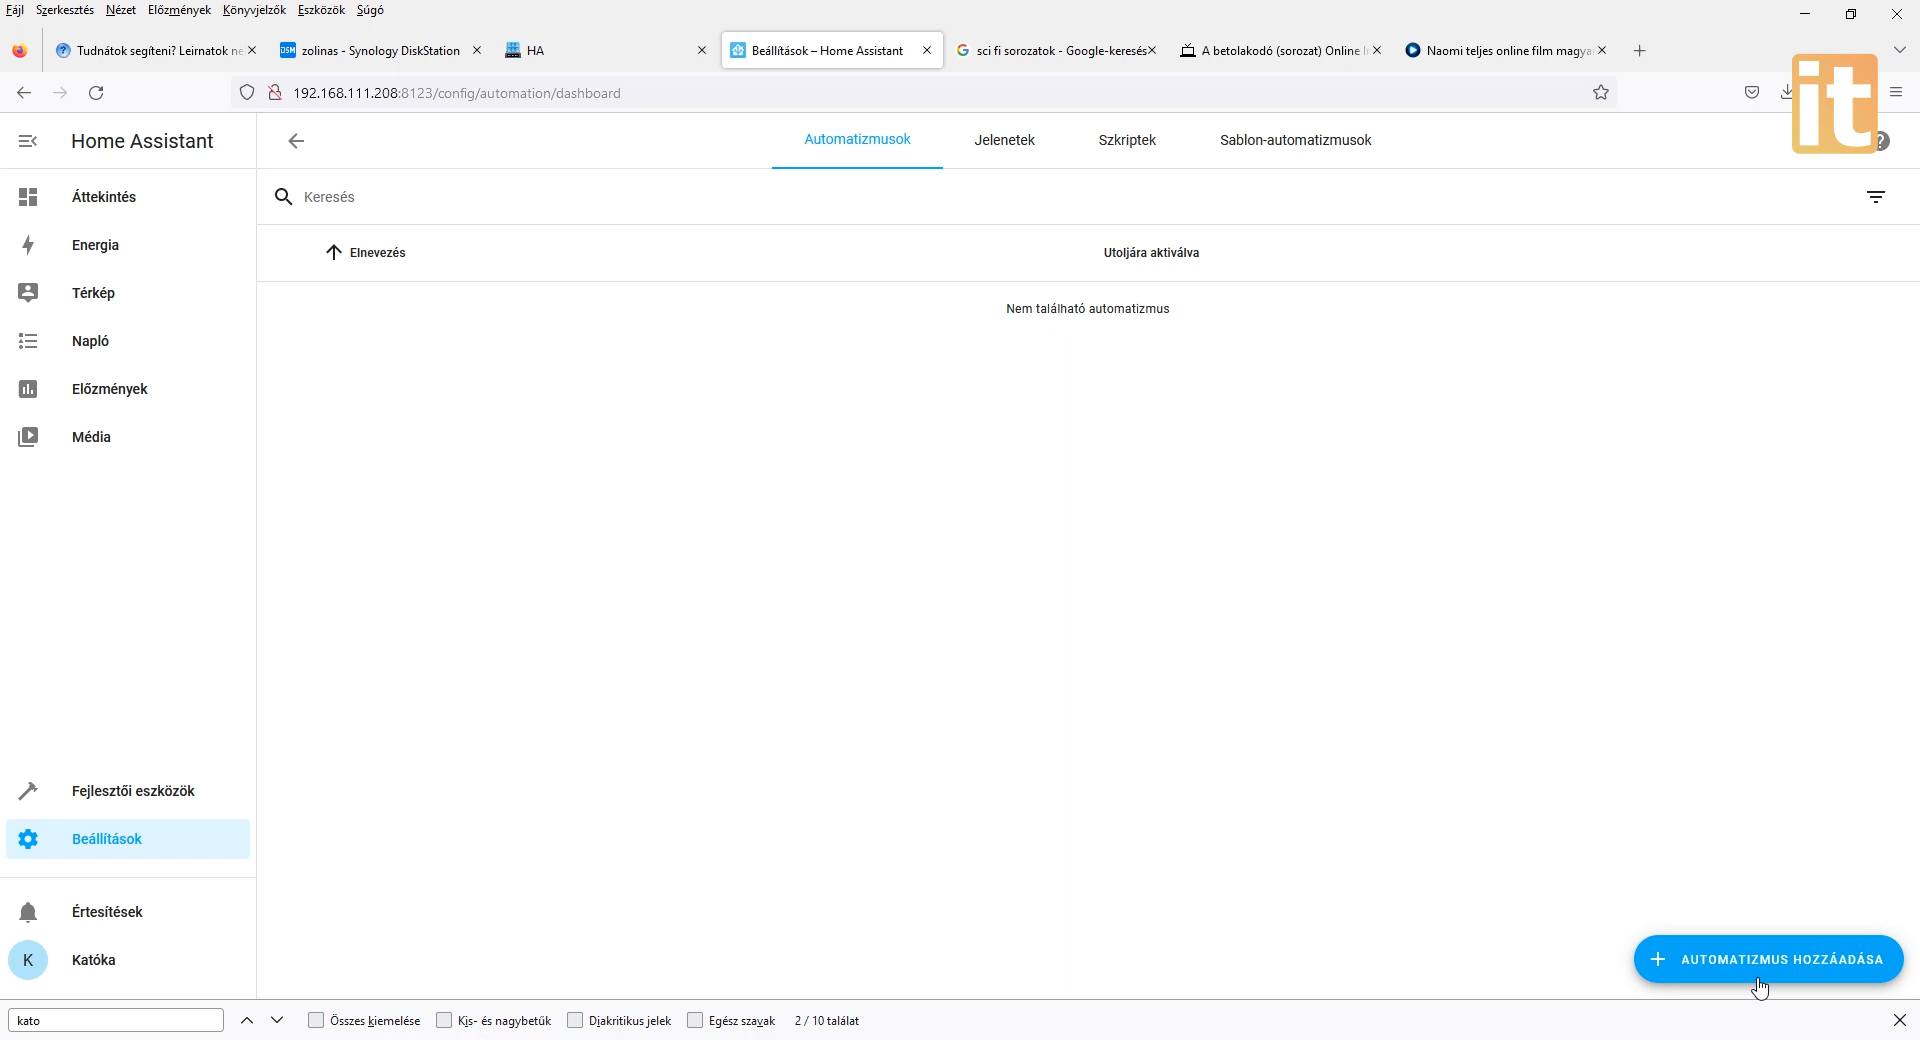 Fájl Szerkesztés Nézet Előzmények Könyvjelzők Eszközök Súgó
Tudnátok segíteni? Leirnatok ne
zolinas - Synology DiskStation
HA
Beállítások – Home Assistant
sci fi sorozatok - Google-keresés
A betolakodó (sorozat) Online
Naomi teljes online film magya
192.168.111.208:8123/config/automation/dashboard
it
Home Assistant
Automatizmusok
Jelenetek
Szkriptek
Sablon-automatizmusok
Áttekintés
Keresés
Energia
Elnevezés
Utoljára aktiválva
Térkép
Nem található automatizmus
Napló
Előzmények
Média
Fejlesztői eszközök
Beállítások
Értesítések
K Katóka
AUTOMATIZMUS HOZZÁADÁSA
kato
Összes kiemelése
Kis- és nagybetűk
Diakritikus jelek
Egész szavak
2 / 10 találat